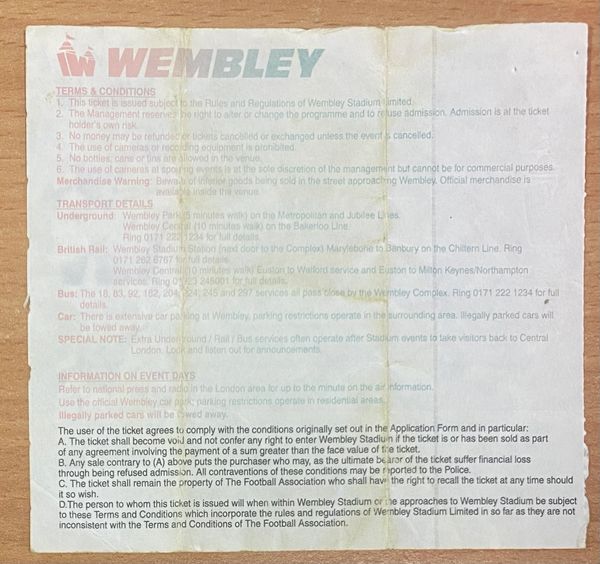 WEMBLEY
TERMS & CONDITIONS
1. This ticket is issued subject to the Rules and Regulations of Wembley Stadium Limited.
2. The Management reserves the right to alter or change the programme and to refuse admission. Admission is at the ticket
holder's own risk.
3. No money may be refunded or tickets cancelled or exchanged unless the event is cancelled.
4. The use of cameras or recording equipment is prohibited.
5. No bottles, cans or tins are allowed in the venue.
6. The use of cameras at sporting events is at the sole discretion of the management but cannot be for commercial purposes.
Merchandise Warning: Beware of inferior goods being sold in the street approaching Wembley. Official merchandise is
available inside the venue.
TRANSPORT DETAILS
Underground: Wembley Park (5 minutes walk) on the Metropolitan and Jubilee Lines.
Wembley Central (10 minutes walk) on the Bakerloo Line.
Ring 0171 222 1234 for full details.
British Rail: Wembley Stadium Station (next door to the Complex) Marylebone to Banbury on the Chiltern Line. Ring
0171 262 6767 for full details.
Wembley Central (10 minutes walk) Euston to Watford service and Euston to Milton Keynes/Northampton
services. Ring 01923 245001 for full details.
Bus: The 18, 83, 92, 182, 204, 224, 245 and 297 services all pass close by the Wembley Complex. Ring 0171 222 1234 for full
details.
Car: There is extensive car parking at Wembley, parking restrictions operate in the surrounding area. Illegally parked cars will
be towed away.
SPECIAL NOTE: Extra Underground / Rail / Bus services often operate after Stadium events to take visitors back to Central
London. Look and listen out for announcements.
INFORMATION ON EVENT DAYS
Refer to national press and radio in the London area for up to the minute on the air information.
Use the official Wembley car park; parking restrictions operate in residential areas.
Illegally parked cars will be towed away.
The user of the ticket agrees to comply with the conditions originally set out in the Application Form and in particular:
A. The ticket shall become void and not confer any right to enter Wembley Stadium if the ticket is or has been sold as part
of any agreement involving the payment of a sum greater than the face value of the ticket.
B. Any sale contrary to (A) above puts the purchaser who may, as the ultimate bearer of the ticket suffer financial loss
through being refused admission. All contraventions of these conditions may be reported to the Police.
C. The ticket shall remain the property of The Football Association who shall have the right to recall the ticket at any time should
it so wish.
D.The person to whom this ticket is issued will when within Wembley Stadium or the approaches to Wembley Stadium be subject
to these Terms and Conditions which incorporate the rules and regulations of Wembley Stadium Limited in so far as they are not
inconsistent with the Terms and Conditions of The Football Association.